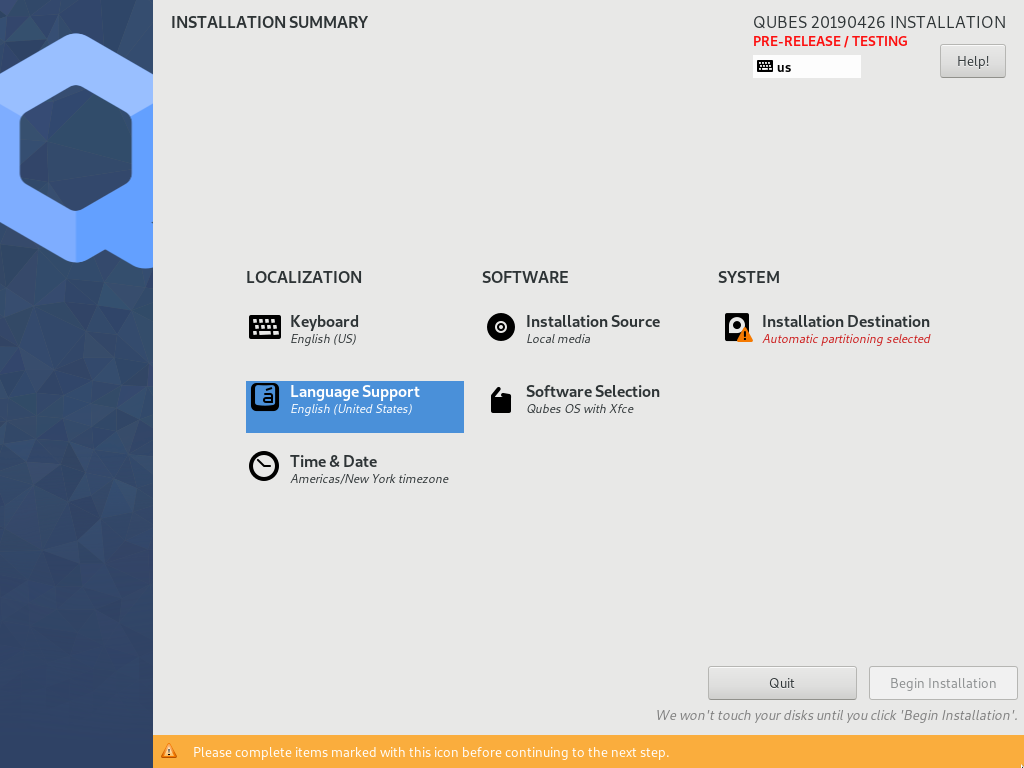 INSTALLATION SUMMARY
QUBES 20190426 INSTALLATION
PRE-RELEASE / TESTING
us
Help!
LOCALIZATION
Keyboard
English (US)
Language Support
English (United States)
Time & Date
Americas/New York timezone
SOFTWARE
Installation Source
Local media
Software Selection
Qubes OS with Xfce
SYSTEM
Installation Destination
Automatic partitioning selected
Quit
Begin Installation
We won't touch your disks until you click 'Begin Installation'.
Please complete items marked with this icon before continuing to the next step.